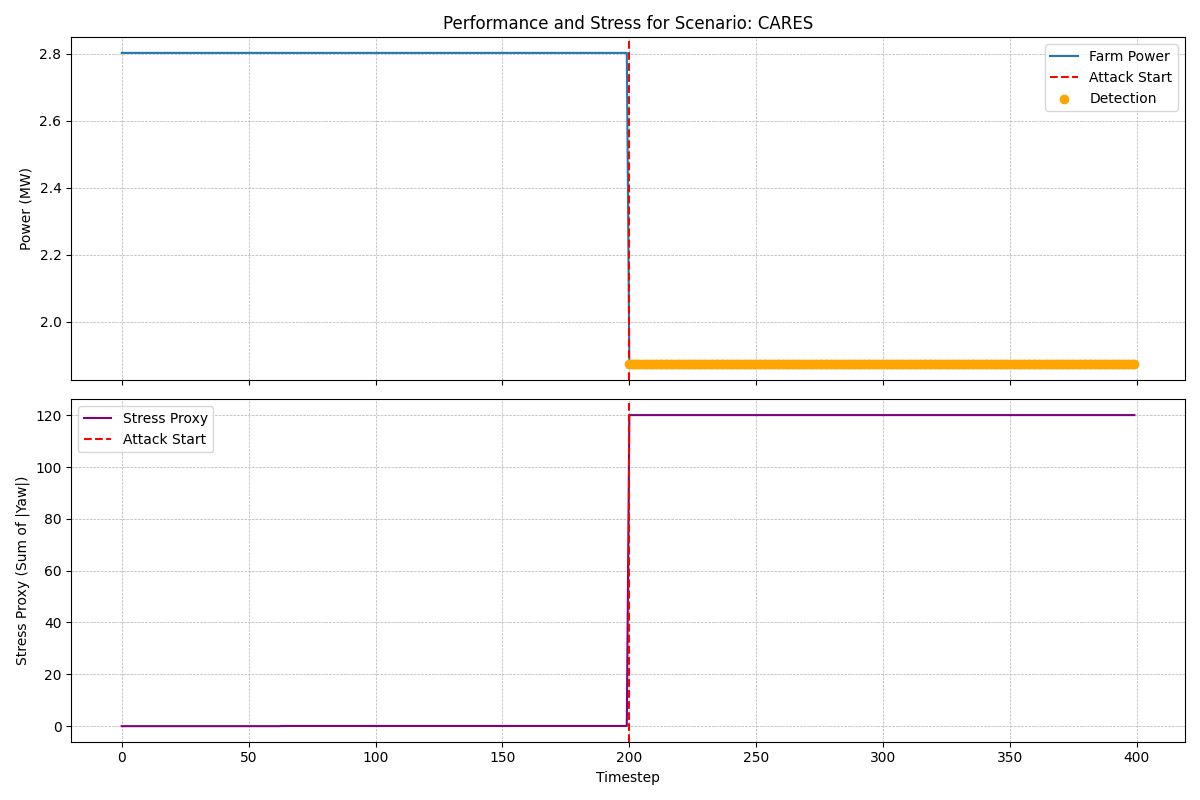 Performance and Stress for Scenario: CARES
Power (MW)
2.8
2.6
2.4
2.2
2.0
Farm Power
Attack Start
Detection
Stress Proxy (Sum of |Yaw|)
120
100
80
60
40
20
0
Stress Proxy
Attack Start
0 50 100 150 200 250 300 350 400
Timestep